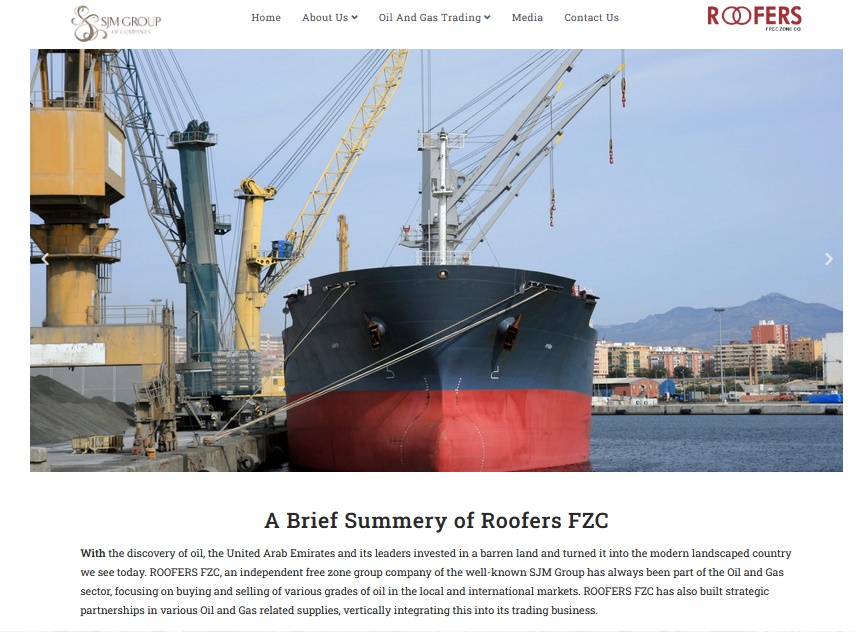 SJM GROUP
OF COMPANIES
Home
About Us
Oil And Gas Trading
Media
Contact Us
ROOFERS
FREE ZONE CO
A Brief Summery of Roofers FZC
With the discovery of oil, the United Arab Emirates and its leaders invested in a barren land and turned it into the modern landscaped country
we see today. ROOFERS FZC, an independent free zone group company of the well-known SJM Group has always been part of the Oil and Gas
sector, focusing on buying and selling of various grades of oil in the local and international markets. ROOFERS FZC has also built strategic
partnerships in various Oil and Gas related supplies, vertically integrating this into its trading business.